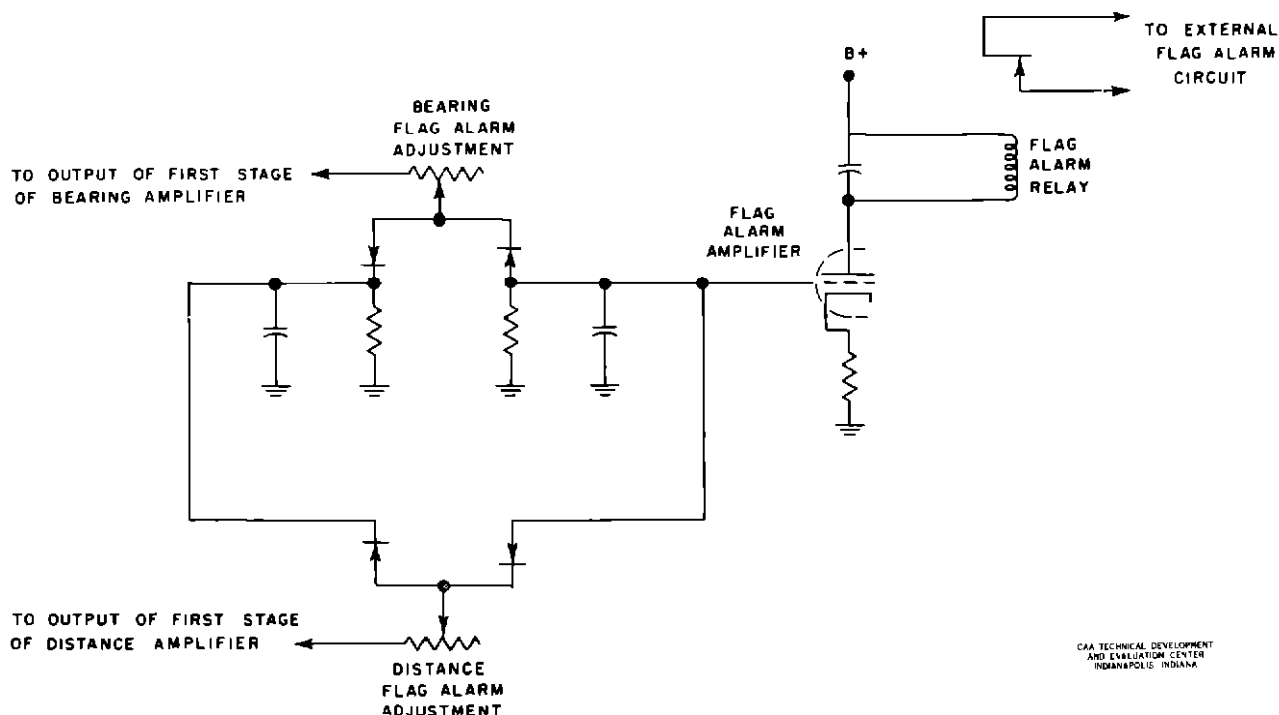 TO EXTERNAL
FLAG ALARM
CIRCUIT
B+
BEARING
FLAG ALARM
ADJUSTMENT
TO OUTPUT OF FIRST STAGE
OF BEARING AMPLIFIER
FLAG
ALARM
RELAY
FLAG
ALARM
AMPLIFIER
TO OUTPUT OF FIRST STAGE
OF DISTANCE AMPLIFIER
DISTANCE
FLAG ALARM
ADJUSTMENT
CAA TECHNICAL DEVELOPMENT
AND EVALUATION CENTER
INDIANAPOLIS INDIANA